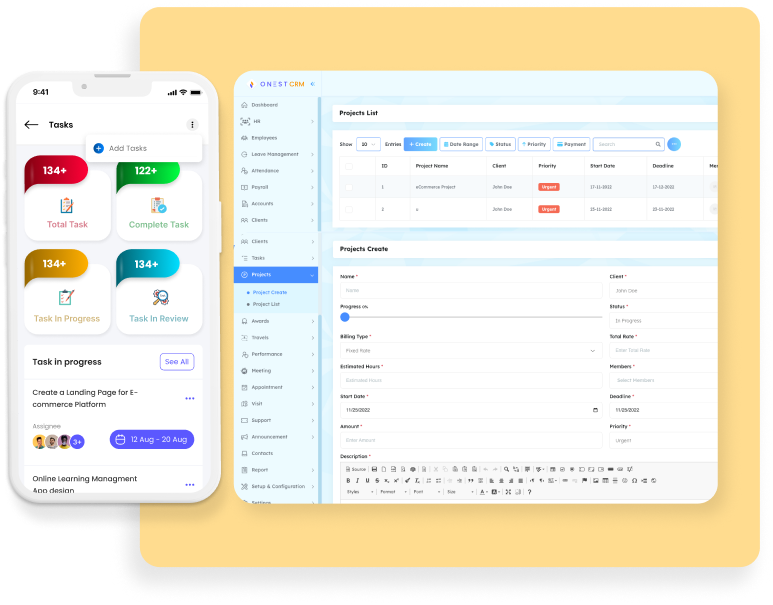 9:41
Tasks
Add Tasks
134+
Total Task
122+
Complete Task
134+
Task In Progress
134+
Task In Review
Task in progress
See All
Create a Landing Page for E-
commerce Platform
Assignee
3+
12 Aug - 20 Aug
Online Learning Managment
App design
ONEST CRM
Dashboard
HR
Employees
Leave Management
Attendance
Payroll
Accounts
Clients
Clients
Tasks
Projects
Project Create
Project List
Awards
Travels
Performance
Meeting
Appointment
Visit
Support
Announcement
Contacts
Report
Setup & Configuration
Settings
Projects List
Show 10 Entries + Create Date Range Status Priority Payment Search
ID Project Name Client Priority Start Date Deadline
1 eCommerce Project John Doe Urgent 17-11-2022 17-12-2022
2 John Doe Urgent 23-11-2022 23-11-2022
Projects Create
Name * Client *
Name John Doe
Progress 0% Status *
In Progress
Billing Type * Total Rate *
Fixed Rate Enter Time Rate
Estimated Hours * Members *
Estimated Hours Select Members
Start Date * Deadline *
11/25/2022 11/25/2022
Amount * Priority *
Enter Amount Urgent
Description *
Source
B I U S
Styles Format Font Size A A ?